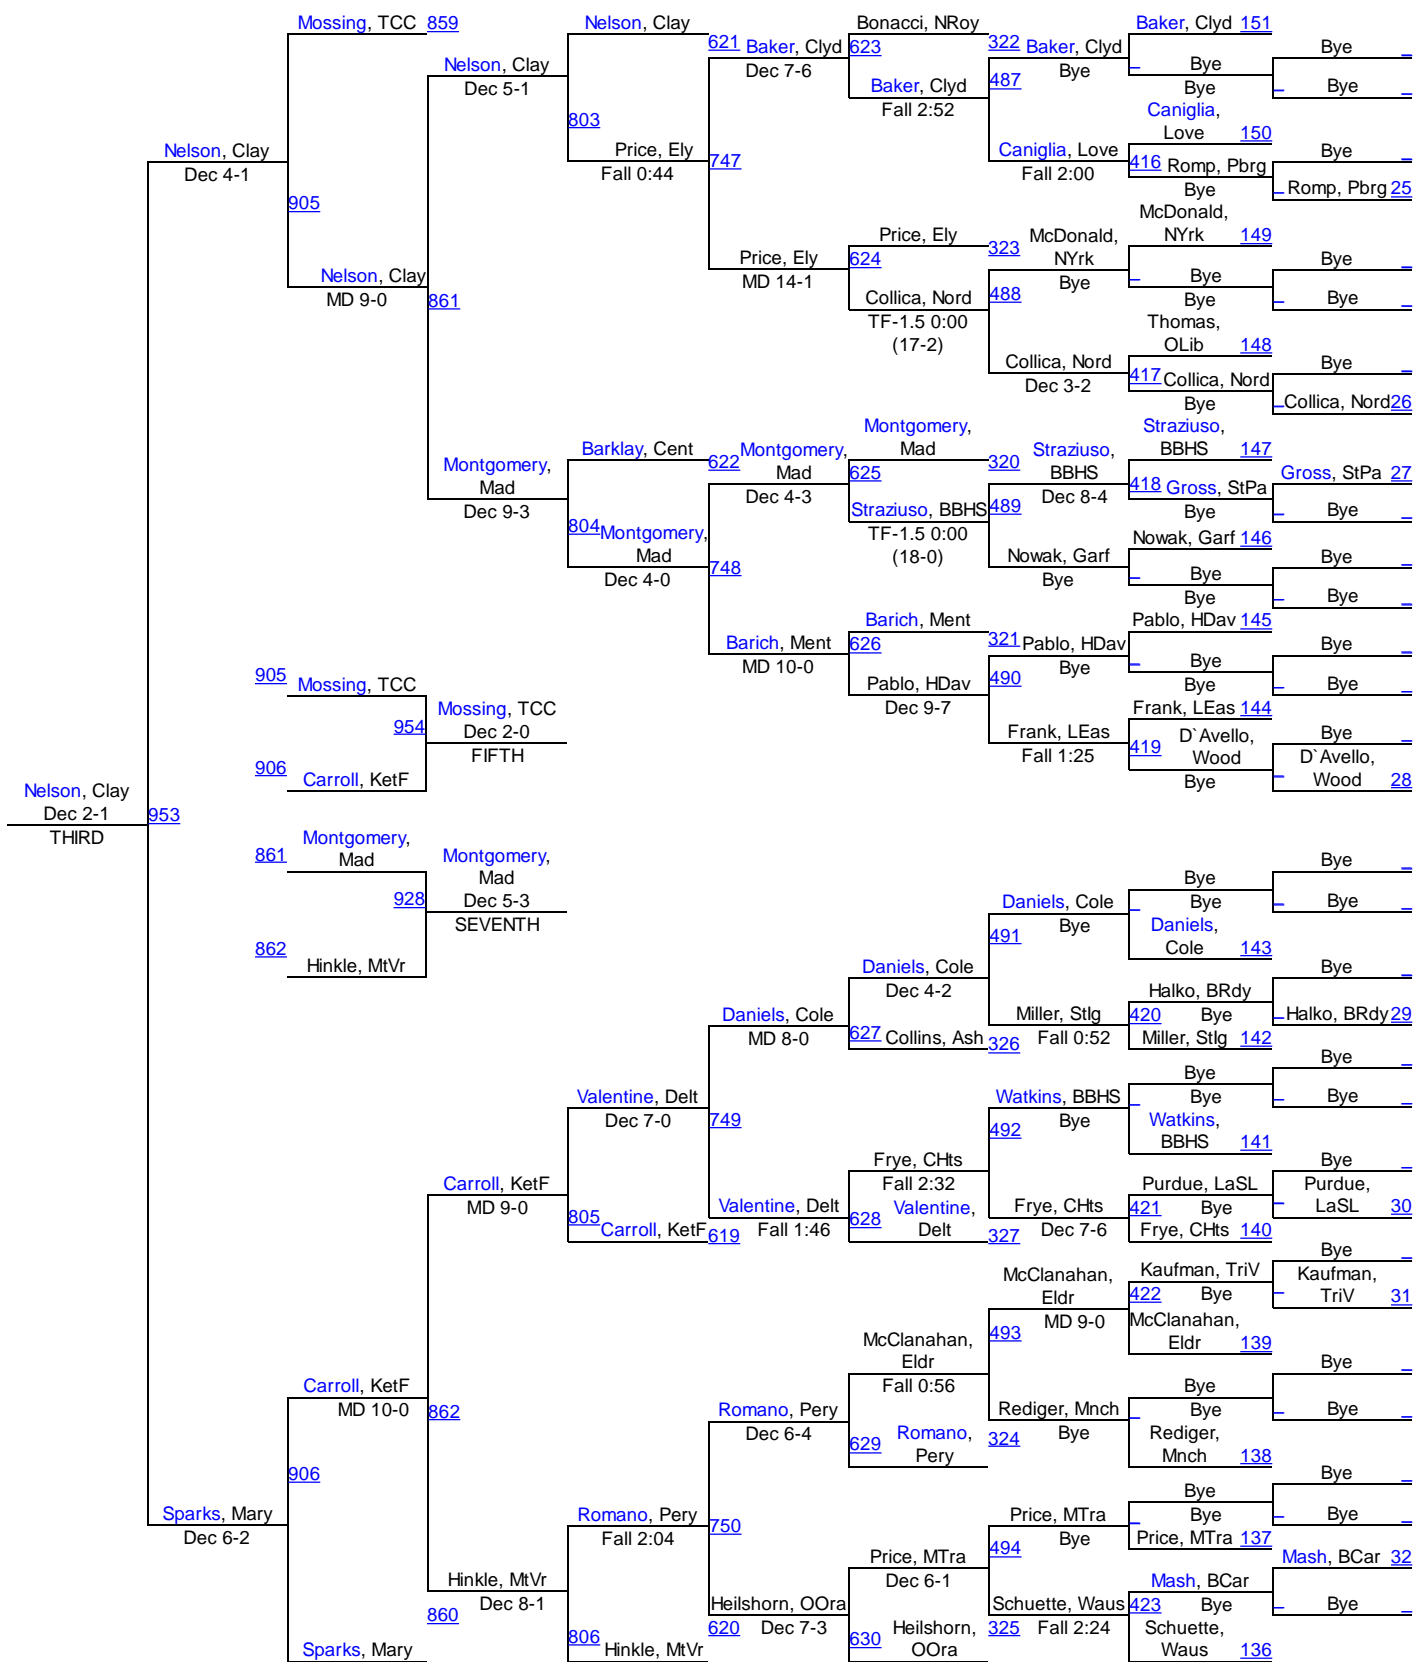 Mossing, TCC 859
Nelson, Clay
Dec 5-1
Nelson, Clay
Dec 4-1
905
Nelson, Clay
MD 9-0
861
Nelson, Clay
621
803
Price, Ely
Fall 0:44
747
Baker, Clyd
Dec 7-6
623
Bonacci, NRoy
322
Baker, Clyd
Fall 2:52
487
Baker, Clyd
Bye
Baker, Clyd 151
Bye
Bye
Bye
Bye
Caniglia, Love
Fall 2:00
Caniglia,
Love 150
416 Romp, Pbrg
Bye
Bye
Romp, Pbrg 25
Price, Ely
MD 14-1
Price, Ely
323
624
Collica, Nord
TF-1.5 0:00
(17-2)
488
McDonald,
NYrk
Bye
McDonald,
NYrk 149
Bye
Bye
Bye
Bye
Collica, Nord
Dec 3-2
Thomas,
OLib 148
417 Collica, Nord
Bye
Bye
Collica, Nord 26
Montgomery,
Mad
Dec 9-3
Barklay, Cent
622
804 Montgomery,
Mad
Dec 4-0
748
Montgomery,
Mad
Dec 4-3
Montgomery,
Mad
320
625
Straziuso, BBHS
TF-1.5 0:00
(18-0)
489
Straziuso,
BBHS
Dec 8-4
Straziuso,
BBHS 147
418 Gross, StPa
Bye
Gross, StPa 27
Bye
Nowak, Garf
Bye
Nowak, Garf 146
Bye
Bye
Bye
Bye
Barich, Ment
MD 10-0
Barich, Ment
321
626
Pablo, HDav
Dec 9-7
490
Pablo, HDav
Bye
Pablo, HDav 145
Bye
Bye
Bye
Bye
Frank, LEas
Fall 1:25
Frank, LEas 144
419 D`Avello,
Wood
Bye
Bye
D`Avello,
Wood 28
905
Mossing, TCC
954
Mossing, TCC
Dec 2-0
FIFTH
906
Carroll, KetF
Nelson, Clay
Dec 2-1
THIRD
953
861
Montgomery,
Mad
928
Montgomery,
Mad
Dec 5-3
SEVENTH
862
Hinkle, MtVr
Daniels, Cole
MD 8-0
Daniels, Cole
Dec 4-2
491
Daniels, Cole
Bye
Bye
Bye
Daniels,
Cole 143
Bye
Bye
627 Collins, Ash 326
Miller, Stlg
Fall 0:52
Halko, BRdy
420 Bye
Miller, Stlg 142
Bye
Halko, BRdy 29
Valentine, Delt
Dec 7-0
749
Valentine, Delt
Fall 1:46
Frye, CHts
Fall 2:32
492
Watkins, BBHS
Bye
Bye
Bye
Watkins,
BBHS 141
Bye
Bye
628 Valentine,
Delt 327
Frye, CHts
Dec 7-6
Purdue, LaSL
421 Bye
Frye, CHts 140
Bye
Purdue,
LaSL 30
Carroll, KetF
MD 9-0
805
Carroll, KetF 619
Carroll, KetF
MD 10-0
862
906
Sparks, Mary
Dec 6-2
McClanahan,
Eldr
Fall 0:56
493
McClanahan,
Eldr
MD 9-0
Kaufman, TriV
422 Bye
McClanahan,
Eldr 139
Bye
Kaufman,
TriV 31
Romano, Pery
Dec 6-4
629 Romano,
Pery
324
Rediger, Mnch
Bye
Bye
Bye
Rediger,
Mnch 138
Bye
Bye
Romano, Pery
Fall 2:04
750
Price, MTra
Dec 6-1
494
Price, MTra
Bye
Bye
Bye
Price, MTra 137
Bye
Bye
Hinkle, MtVr
Dec 8-1
860
806 Hinkle, MtVr
Heilshorn, OOra
620 Dec 7-3
630 Heilshorn,
OOra
325
Schuette, Waus
Fall 2:24
Mash, BCar
423 Bye
Schuette,
Waus 136
Mash, BCar 32
Bye
Sparks, Mary